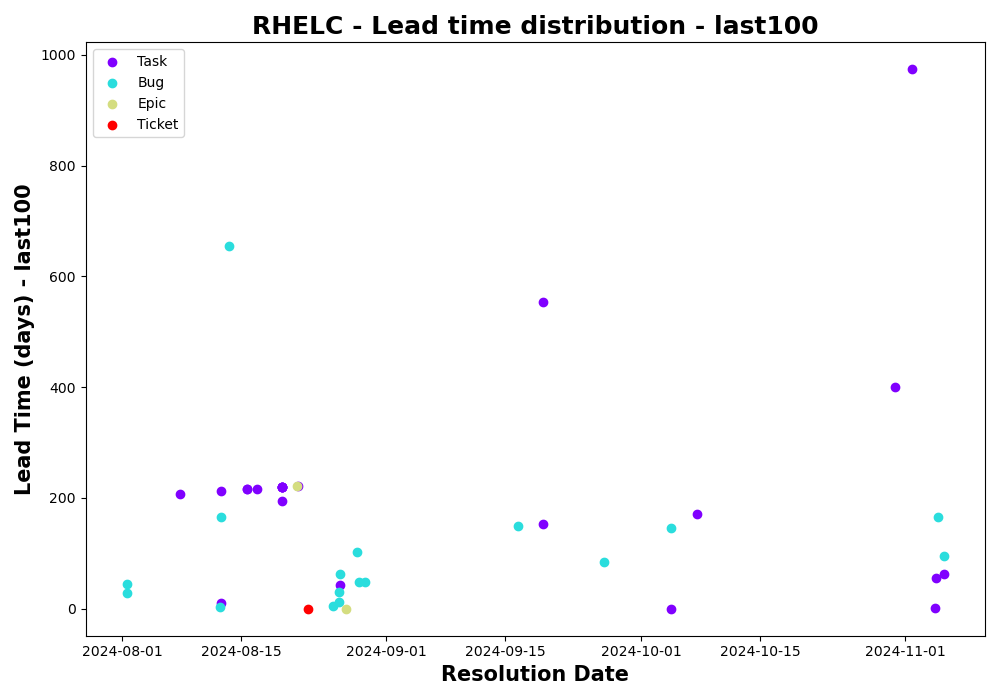 RHELC - Lead time distribution - last100
Task
Bug
Epic
Ticket
Lead Time (days) - last100
1000
800
600
400
200
0
2024-08-01 2024-08-15 2024-09-01 2024-09-15 2024-10-01 2024-10-15 2024-11-01
Resolution Date